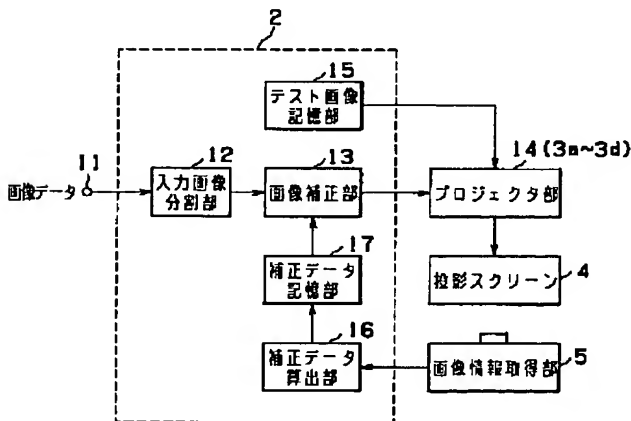 2
15
テスト画像
記憶部
14(3a~3d)
11
12
13
画像データ
入力画像
分割部
画像補正部
プロジェクタ部
17
補正データ
記憶部
投影スクリーン
4
16
補正データ
算出部
画像情報取得部
5